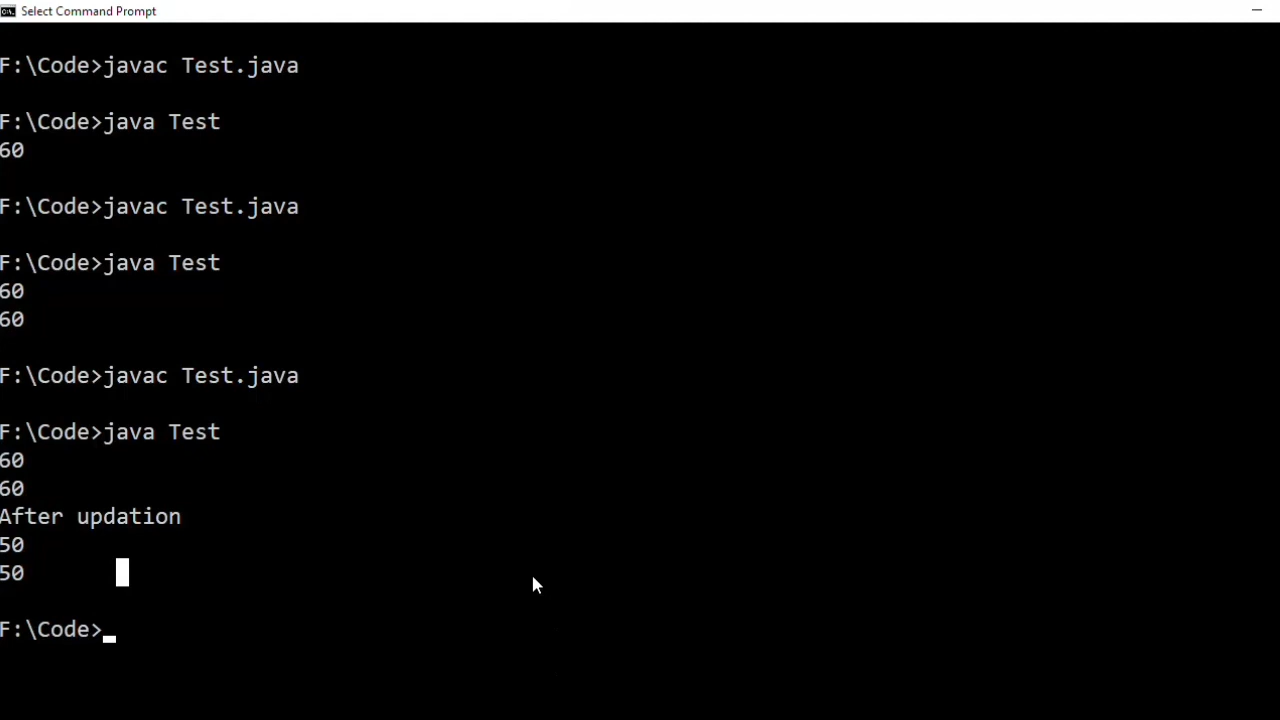 Select Command Prompt
F:\Code>javac Test.java
F:\Code>java Test
60
F:\Code>javac Test.java
F:\Code>java Test
60
60
F:\Code>javac Test.java
F:\Code>java Test
60
60
After updation
50
50
F:\Code>